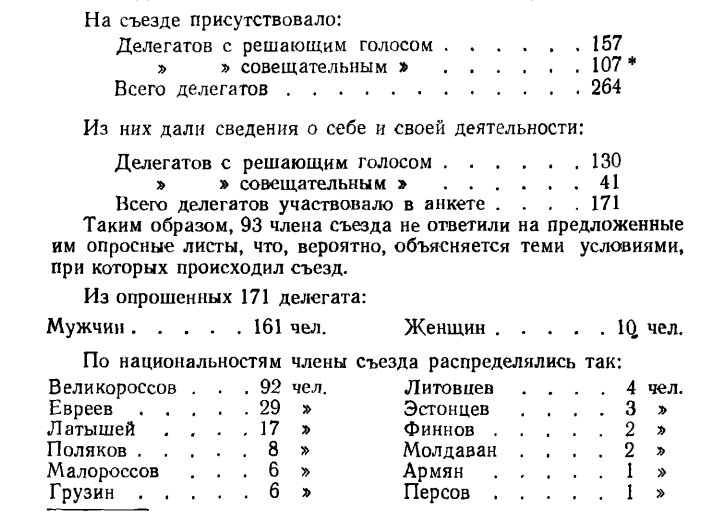 На съезде присутствовало:
Делегатов с решающим голосом . . . . . . 157
» » совещательным » . . . . . . 107 *
Всего делегатов . . . . . . . . . . . . 264
Из них дали сведения о себе и своей деятельности:
Делегатов с решающим голосом . . . . . . 130
» » совещательным » . . . . . . 41
Всего делегатов участвовало в анкете . . . . 171
Таким образом, 93 члена съезда не ответили на предложенные
им опросные листы, что, вероятно, объясняется теми условиями,
при которых происходил съезд.
Из опрошенных 171 делегата:
Мужчин . . . . . 161 чел. Женщин . . . . . 10 чел.
По национальностям члены съезда распределялись так:
Великороссов . . . 92 чел. Литовцев . . . . 4 чел.
Евреев . . . . . 29 » Эстонцев . . . . 3 »
Латышей . . . . 17 » Финнов . . . . . 2 »
Поляков . . . . . 8 » Молдаван . . . . 2 »
Малороссов . . . 6 » Армян . . . . . 1 »
Грузин . . . . . 6 » Персов . . . . . 1 »